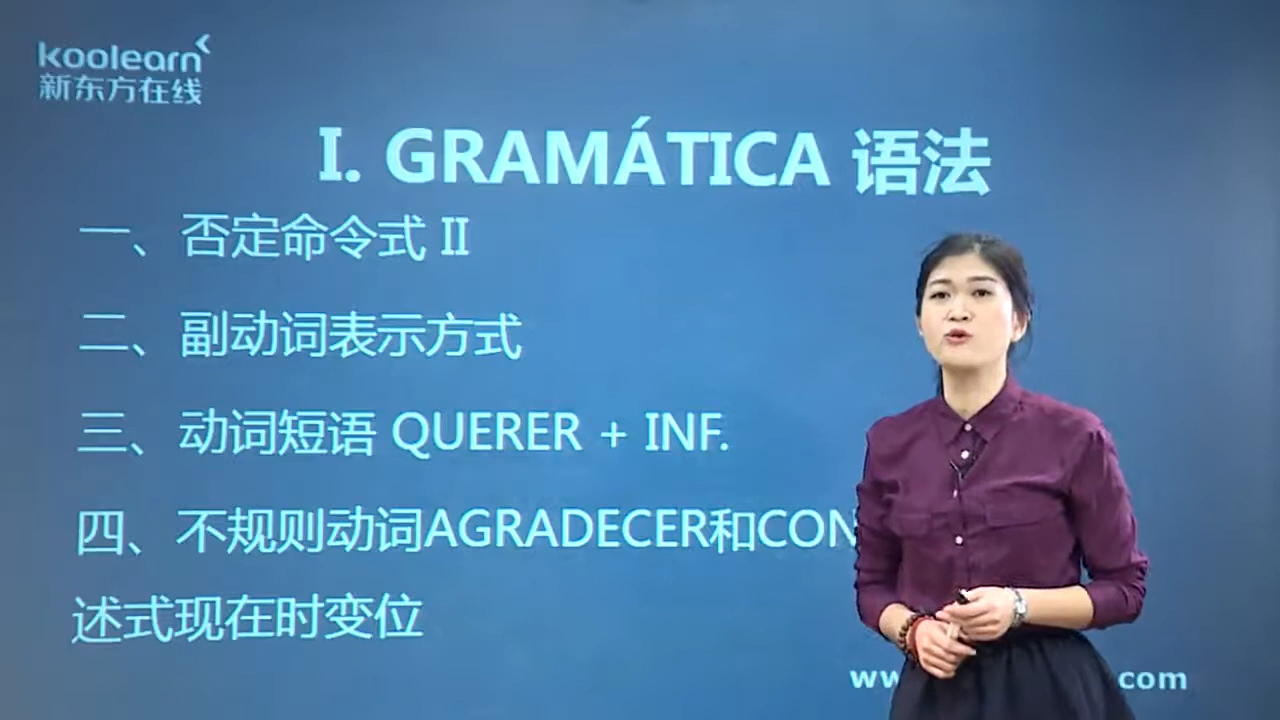 koolearn
新东方在线
I. GRAMÁTICA 语法
一、否定命令式 II
二、副动词表示方式
三、动词短语 QUERER + INF.
四、不规则动词AGRADECER和CON
述式现在时变位
com